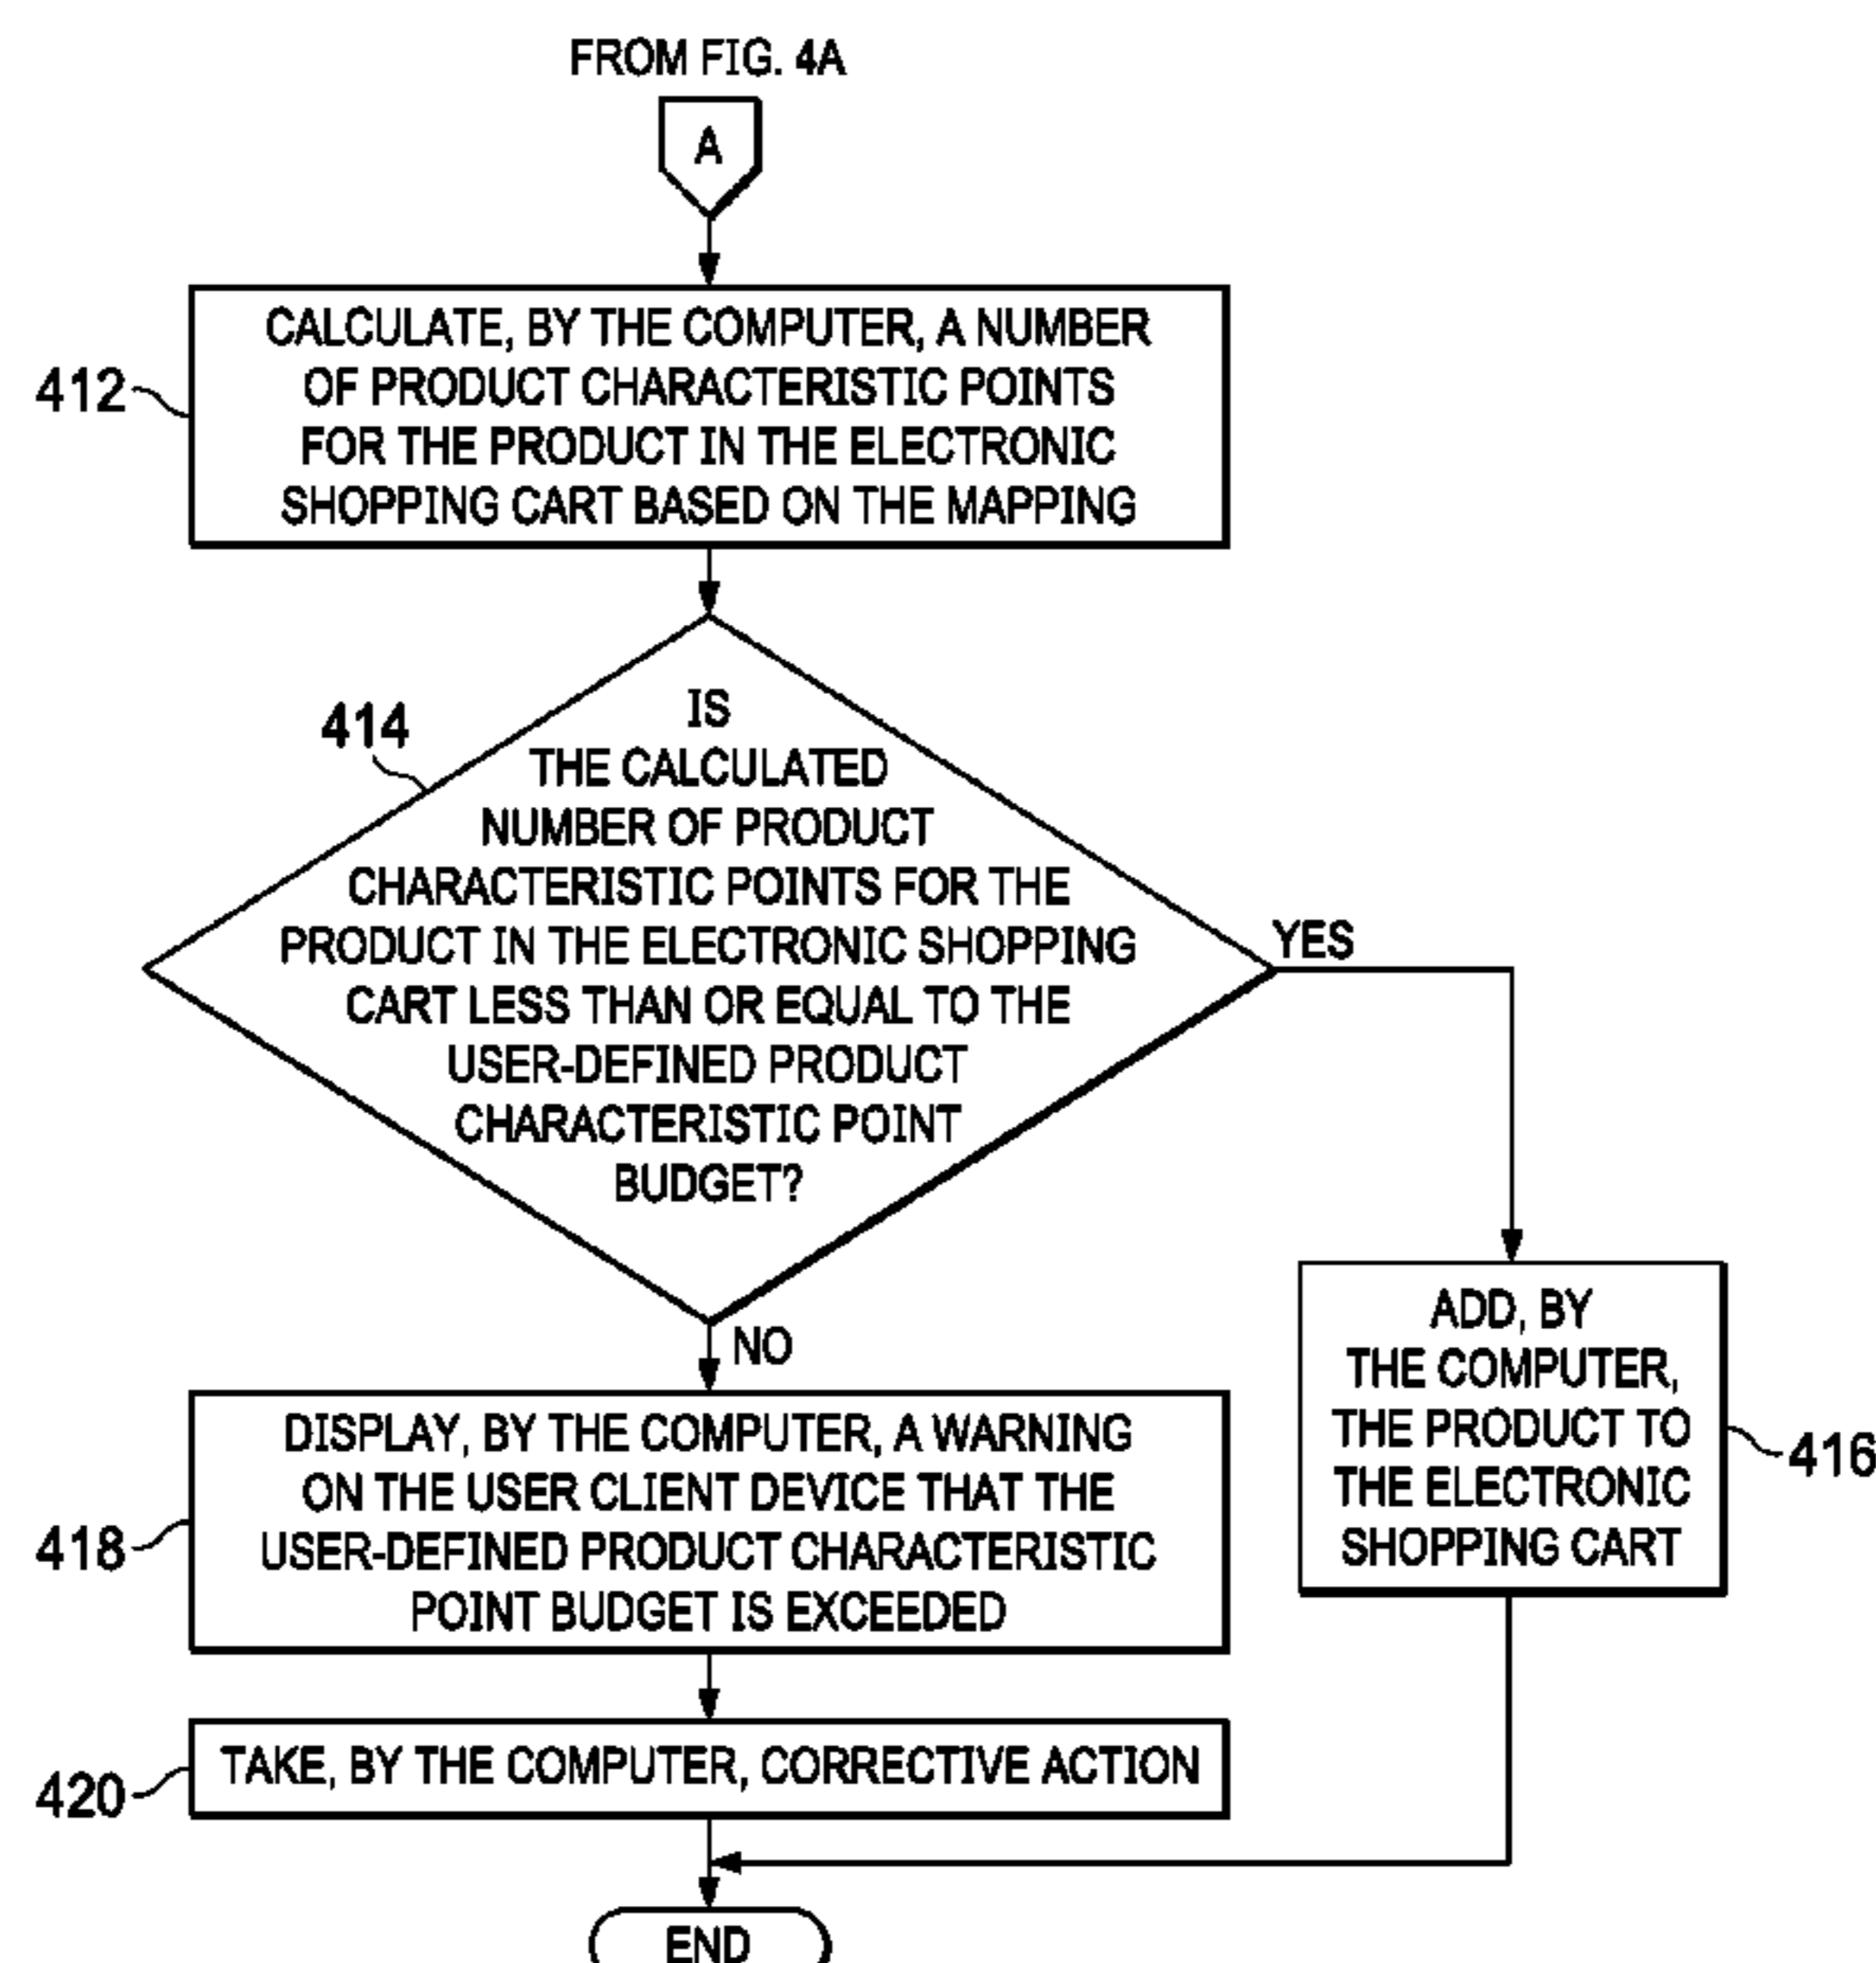 FROM FIG. 4A
A
412
CALCULATE, BY THE COMPUTER, A NUMBER
OF PRODUCT CHARACTERISTIC POINTS
FOR THE PRODUCT IN THE ELECTRONIC
SHOPPING CART BASED ON THE MAPPING
414
IS
THE CALCULATED
NUMBER OF PRODUCT
CHARACTERISTIC POINTS FOR THE
PRODUCT IN THE ELECTRONIC SHOPPING
CART LESS THAN OR EQUAL TO THE
USER-DEFINED PRODUCT
CHARACTERISTIC POINT
BUDGET?
YES
NO
ADD, BY
THE COMPUTER,
THE PRODUCT TO
THE ELECTRONIC
SHOPPING CART
416
418
DISPLAY, BY THE COMPUTER, A WARNING
ON THE USER CLIENT DEVICE THAT THE
USER-DEFINED PRODUCT CHARACTERISTIC
POINT BUDGET IS EXCEEDED
420
TAKE, BY THE COMPUTER, CORRECTIVE ACTION
END